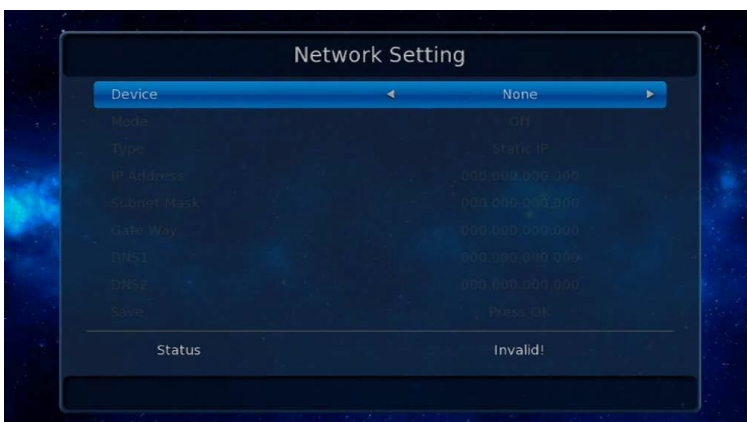 Network Setting
Device ◄ None ►
Mode Off
Type Static IP
IP Address 000.000.000.000
Subnet Mask 000.000.000.000
Gate Way 000.000.000.000
DNS1 000.000.000.000
DNS2 000.000.000.000
Save Press OK
Status Invalid!